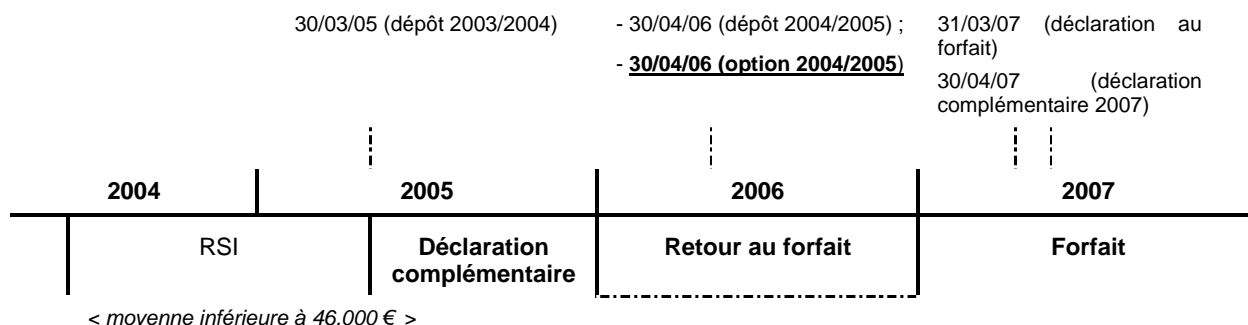 30/03/05 (dépôt 2003/2004)
- 30/04/06 (dépôt 2004/2005) ;
- 30/04/06 (option 2004/2005)
31/03/07 (déclaration au
forfait)
30/04/07 (déclaration
complémentaire 2007)
2004
2005
2006
2007
RSI
Déclaration
complémentaire
Retour au forfait
Forfait
< moyenne inférieure à 46.000 € >